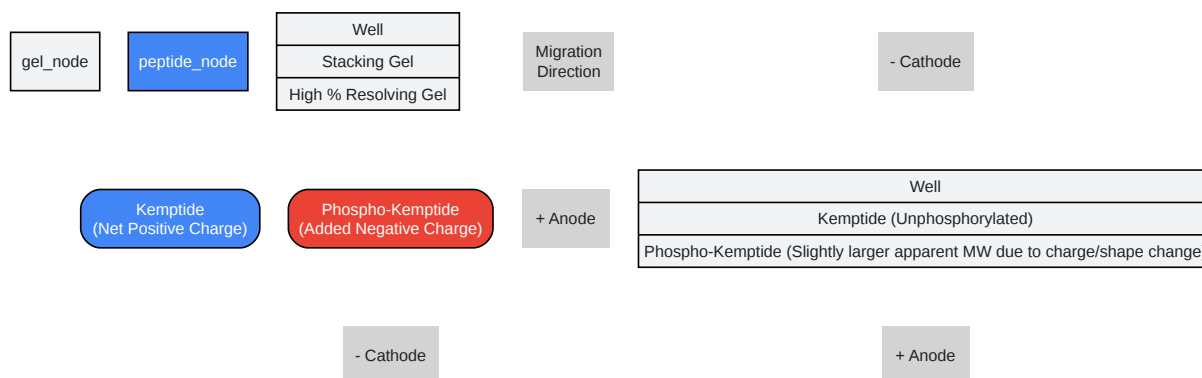 gel_node
peptide_node
Well
Stacking Gel
High % Resolving Gel
Migration
Direction
- Cathode
Kemptide
(Net Positive Charge)
Phospho-Kemptide
(Added Negative Charge)
+ Anode
Well
Kemptide (Unphosphorylated)
Phospho-Kemptide (Slightly larger apparent MW due to charge/shape change)
- Cathode
+ Anode